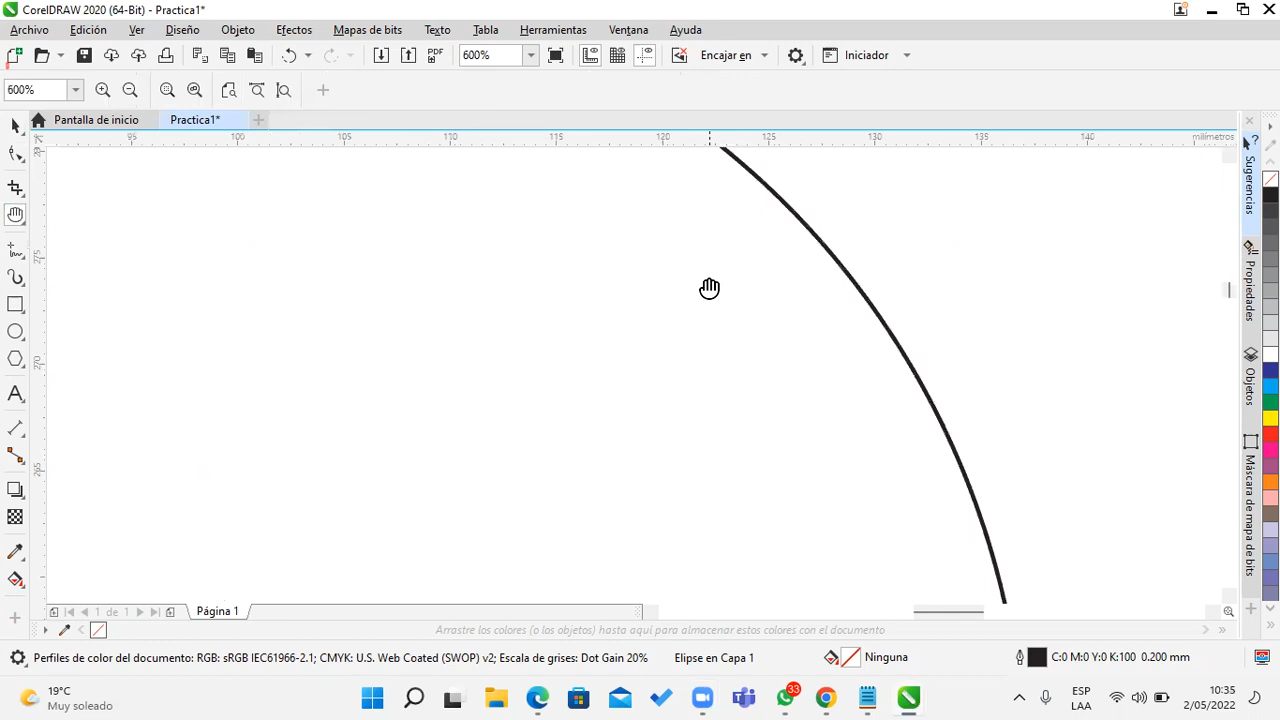 CorelDRAW 2020 (64-Bit) - Practica1*
Archivo Edición Ver Diseño Objeto Efectos Mapas de bits Texto Tabla Herramientas Ventana Ayuda
PDF 600% Encajar en Iniciador
600%
Pantalla de inicio Practica1*
95 100 105 110 115 120 125 130 135 140 milímetros
275
270
265
Sugerencias
Propiedades
Objetos
Máscara de mapa de bits
1 de 1 Página 1
Arrastre los colores (o los objetos) hasta aquí para almacenar estos colores con el documento
Perfiles de color del documento: RGB: sRGB IEC61966-2.1; CMYK: U.S. Web Coated (SWOP) v2; Escala de grises: Dot Gain 20% Elipse en Capa 1 Ninguna C:0 M:0 Y:0 K:100 0.200 mm
19°C
Muy soleado
33
ESP
LAA
10:35
2/05/2022